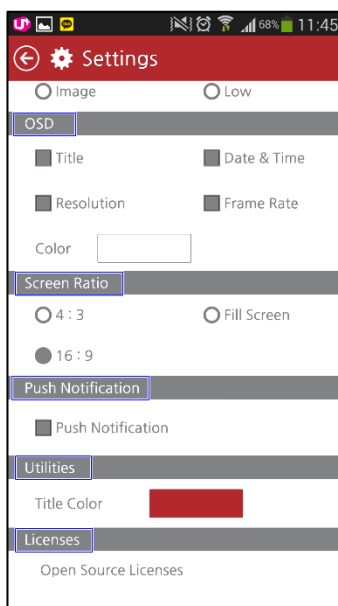 68% 11:45
Settings
Image Low
OSD
Title Date & Time
Resolution Frame Rate
Color
Screen Ratio
4 : 3 Fill Screen
16 : 9
Push Notification
Push Notification
Utilities
Title Color
Licenses
Open Source Licenses